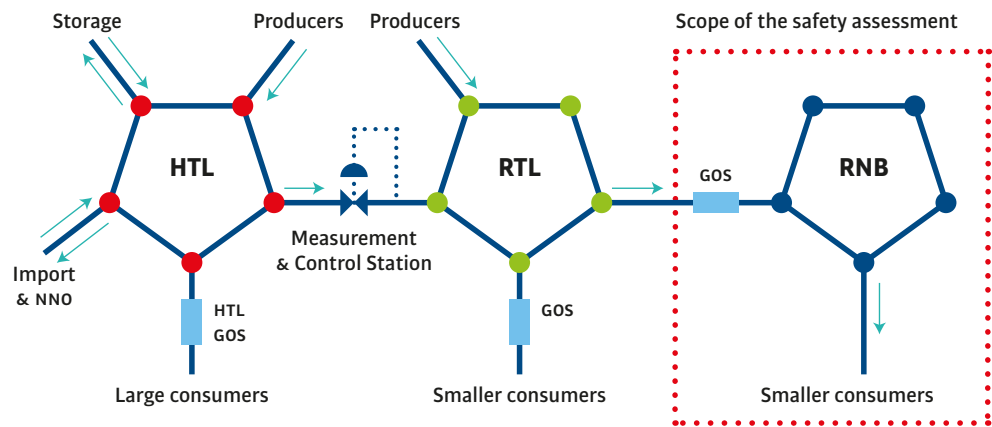 Storage
Producers
Producers
Scope of the safety assessment
HTL
RTL
GOS
RNB
Measurement
& Control Station
Import
& NNO
HTL
GOS
GOS
Large consumers
Smaller consumers
Smaller consumers